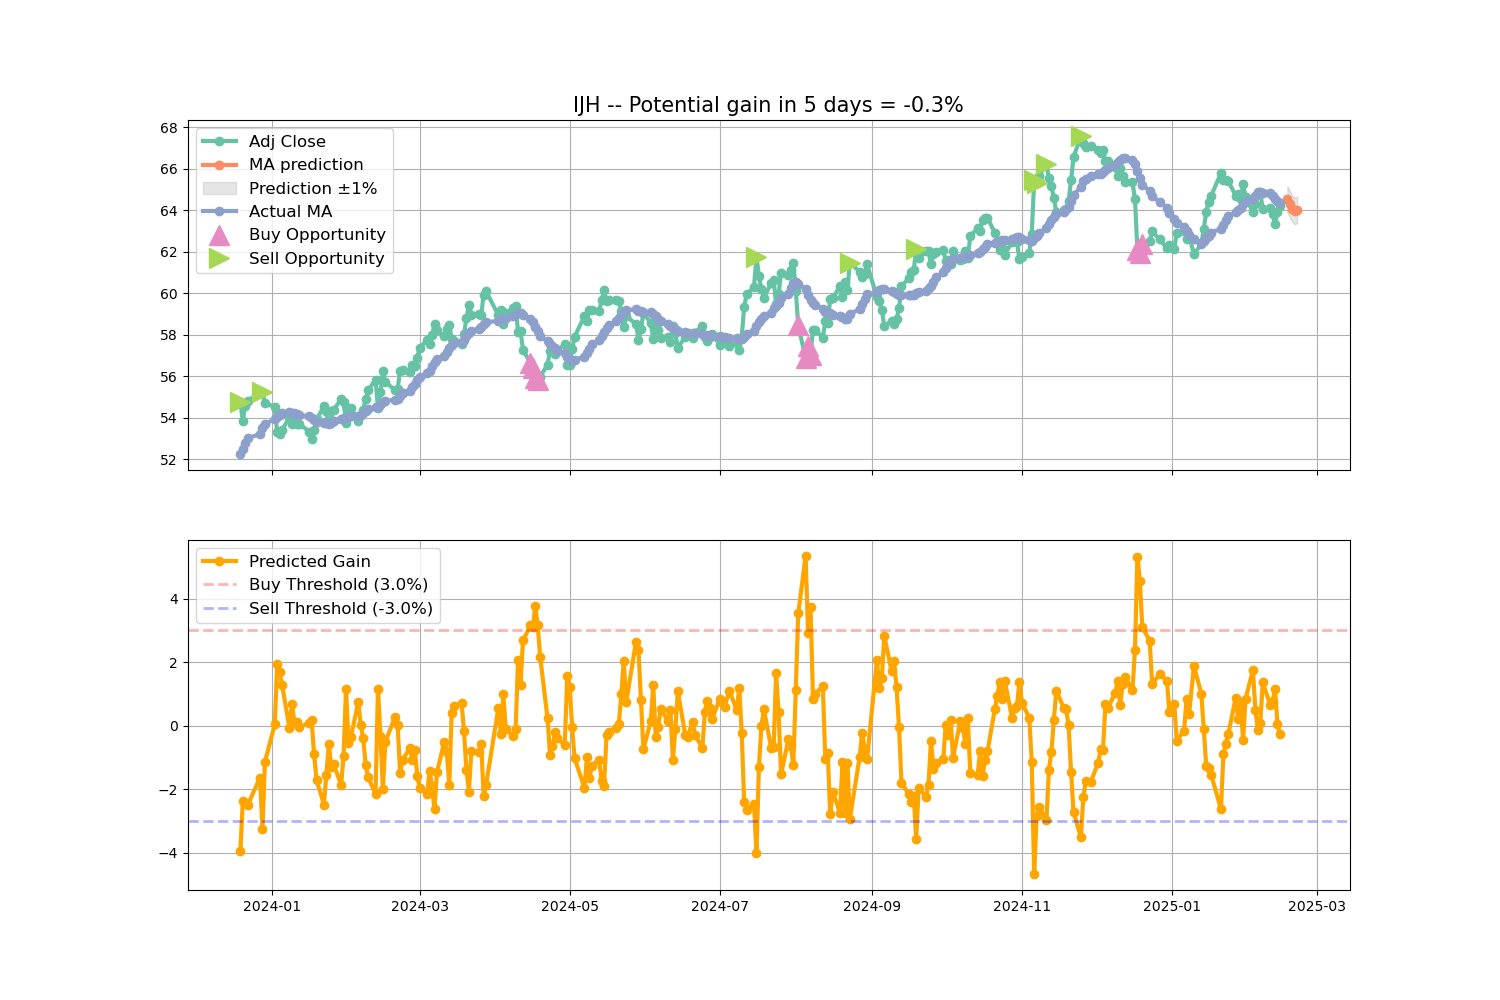 IJH -- Potential gain in 5 days = -0.3%
68
66
64
62
60
58
56
54
52
Adj Close
MA prediction
Prediction ±1%
Actual MA
Buy Opportunity
Sell Opportunity
4
2
0
−2
−4
Predicted Gain
Buy Threshold (3.0%)
Sell Threshold (-3.0%)
2024-01
2024-03
2024-05
2024-07
2024-09
2024-11
2025-01
2025-03